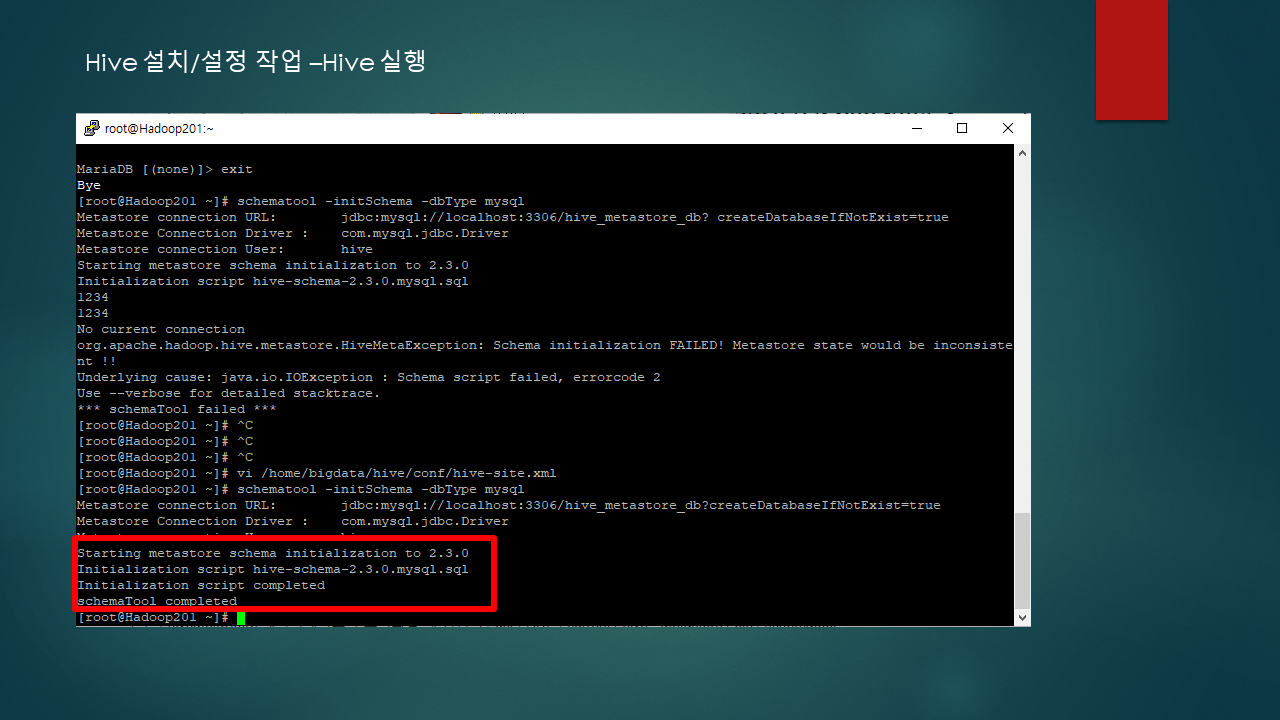 Hive 설치/설정 작업 –Hive 실행
root@Hadoop201:~
MariaDB [(none)]> exit
Bye
[root@Hadoop201 ~]# schematool -initSchema -dbType mysql
Metastore connection URL:        jdbc:mysql://localhost:3306/hive_metastore_db? createDatabaseIfNotExist=true
Metastore Connection Driver :    com.mysql.jdbc.Driver
Metastore connection User:       hive
Starting metastore schema initialization to 2.3.0
Initialization script hive-schema-2.3.0.mysql.sql
1234
1234
No current connection
org.apache.hadoop.hive.metastore.HiveMetaException: Schema initialization FAILED! Metastore state would be inconsiste
nt !!
Underlying cause: java.io.IOException : Schema script failed, errorcode 2
Use --verbose for detailed stacktrace.
*** schemaTool failed ***
[root@Hadoop201 ~]# ^C
[root@Hadoop201 ~]# ^C
[root@Hadoop201 ~]# ^C
[root@Hadoop201 ~]# vi /home/bigdata/hive/conf/hive-site.xml
[root@Hadoop201 ~]# schematool -initSchema -dbType mysql
Metastore connection URL:        jdbc:mysql://localhost:3306/hive_metastore_db?createDatabaseIfNotExist=true
Metastore Connection Driver :    com.mysql.jdbc.Driver
Starting metastore schema initialization to 2.3.0
Initialization script hive-schema-2.3.0.mysql.sql
Initialization script completed
schemaTool completed
[root@Hadoop201 ~]#